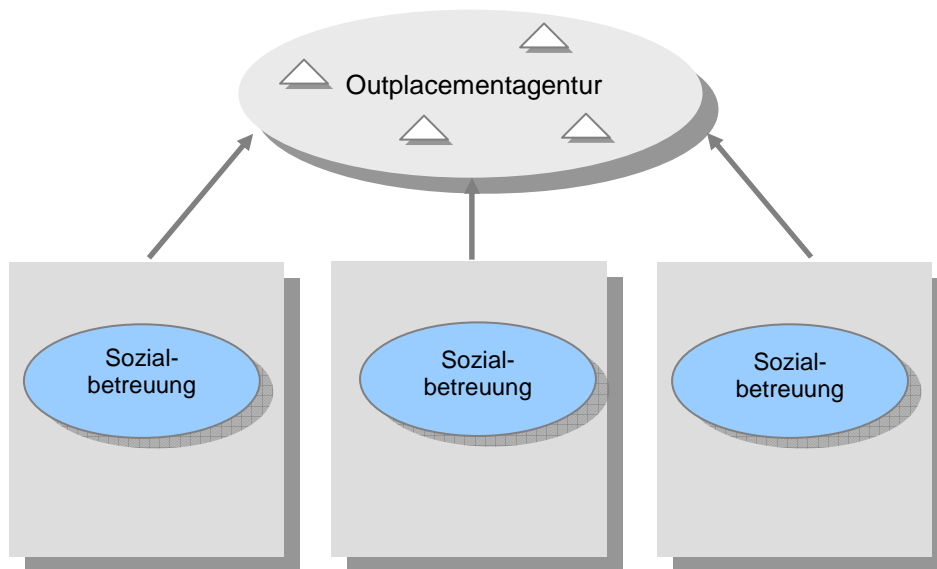 Outplacementagentur
Sozial-
betreuung
Sozial-
betreuung
Sozial-
betreuung